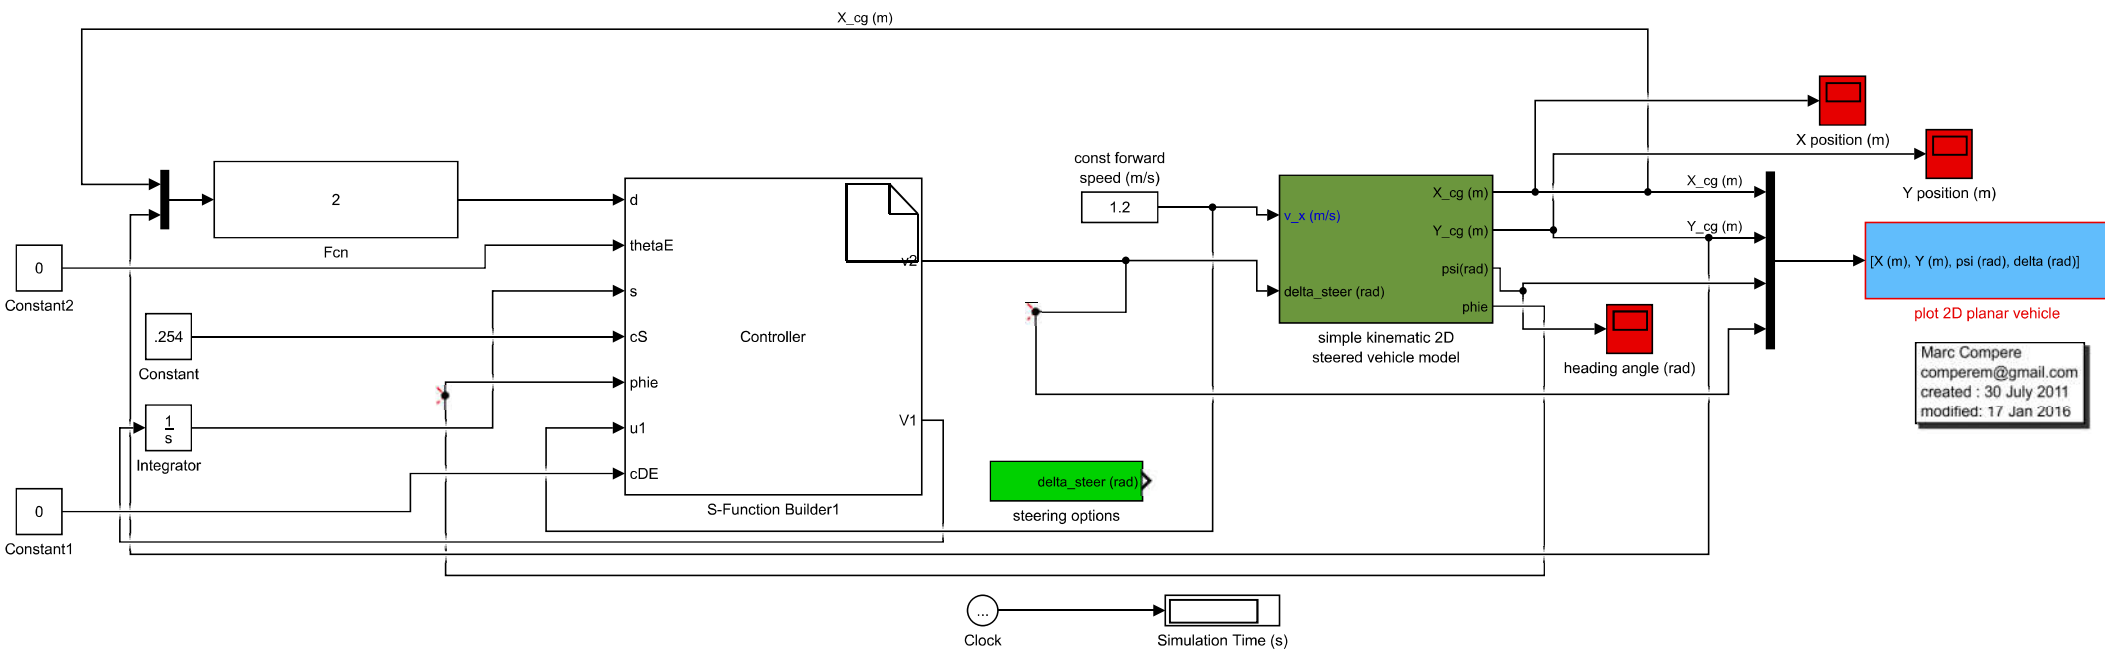 X_cg (m)
2
Fcn
0
Constant2
.254
Constant
1
s
Integrator
0
Constant1
d
thetaE
s
cS
phie
u1
cDE
Controller
v2
V1
S-Function Builder1
const forward
speed (m/s)
1.2
v_x (m/s)
delta_steer (rad)
X_cg (m)
Y_cg (m)
psi(rad)
phie
simple kinematic 2D
steered vehicle model
delta_steer (rad)
steering options
X position (m)
Y position (m)
X_cg (m)
Y_cg (m)
heading angle (rad)
[X (m), Y (m), psi (rad), delta (rad)]
plot 2D planar vehicle
Marc Compere
comperem@gmail.com
created : 30 July 2011
modified: 17 Jan 2016
...
Clock
Simulation Time (s)